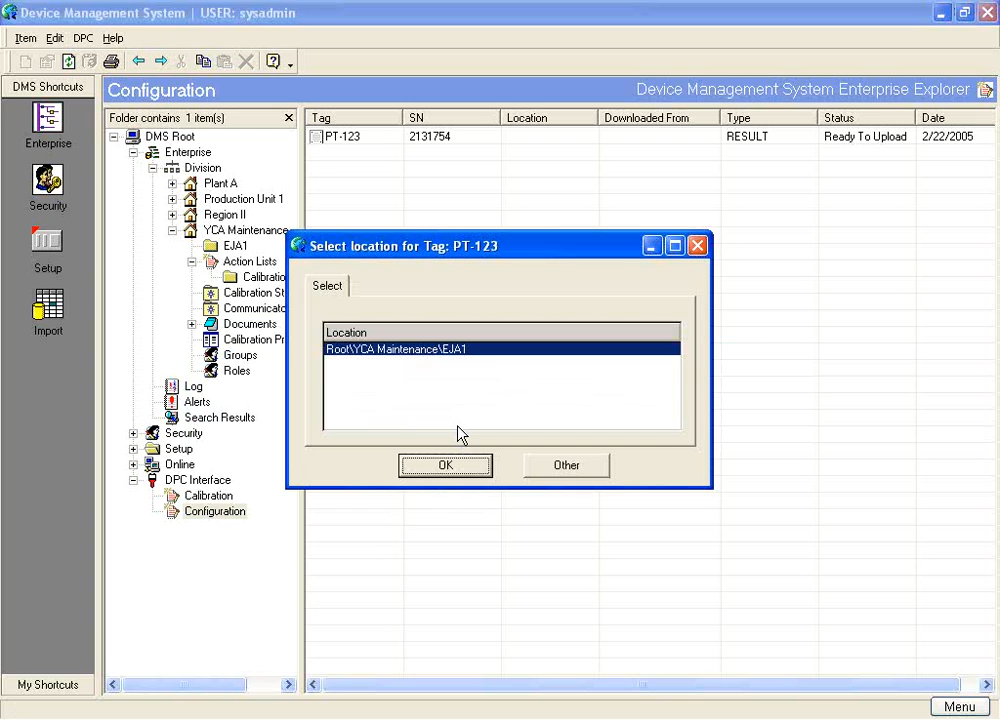 Device Management System | USER: sysadmin
Item Edit DPC Help
DMS Shortcuts
Enterprise
Security
Setup
Import
My Shortcuts
Configuration
Device Management System Enterprise Explorer
Folder contains 1 item(s)
DMS Root
Enterprise
Division
Plant A
Production Unit 1
Region II
YCA Maintenance
EJA1
Action Lists
Calibratio
Calibration St
Communicato
Documents
Calibration Pr
Groups
Roles
Log
Alerts
Search Results
Security
Setup
Online
DPC Interface
Calibration
Configuration
Tag SN Location Downloaded From Type Status Date
PT-123 2131754 RESULT Ready To Upload 2/22/2005
Select location for Tag: PT-123
Select
Location
Root\YCA Maintenance\EJA1
OK Other
Menu